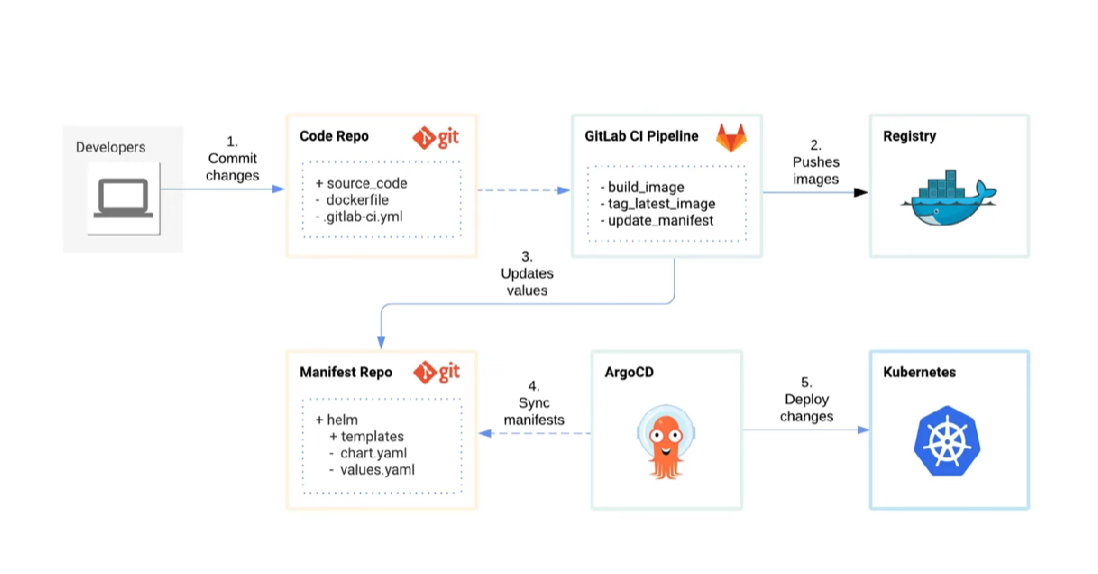 Developers
1.
Commit
changes
Code Repo
git
+ source_code
- dockerfile
- .gitlab-ci.yml
GitLab CI Pipeline
- build_image
- tag_latest_image
- update_manifest
2.
Pushes
images
Registry
3.
Updates
values
Manifest Repo
git
+ helm
+ templates
- chart.yaml
- values.yaml
4.
Sync
manifests
ArgoCD
5.
Deploy
changes
Kubernetes